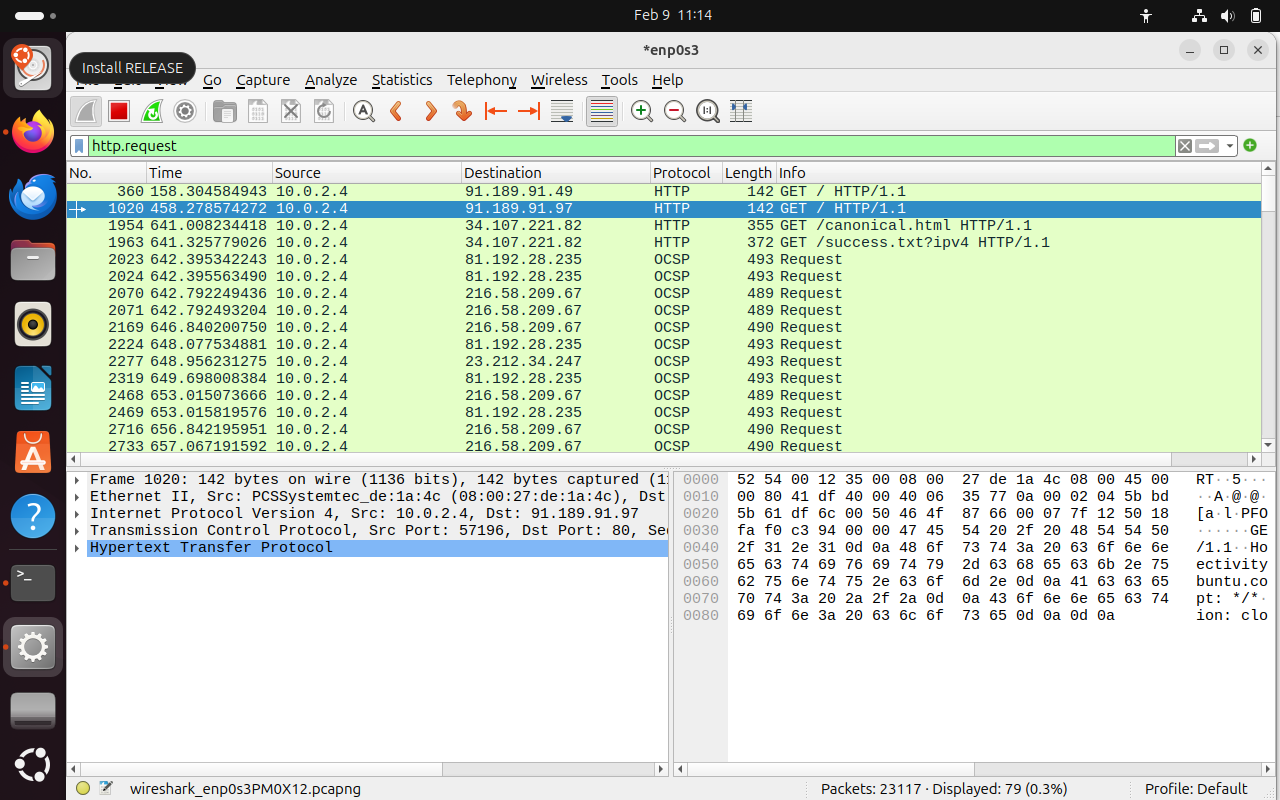 Feb 9 11:14
*enp0s3
Install RELEASE
Go Capture Analyze Statistics Telephony Wireless Tools Help
http.request
No. Time Source Destination Protocol Length Info
360 158.304584943 10.0.2.4 91.189.91.49 HTTP 142 GET / HTTP/1.1
1020 458.278574272 10.0.2.4 91.189.91.97 HTTP 142 GET / HTTP/1.1
1954 641.008234418 10.0.2.4 34.107.221.82 HTTP 355 GET /canonical.html HTTP/1.1
1963 641.325779026 10.0.2.4 34.107.221.82 HTTP 372 GET /success.txt?ipv4 HTTP/1.1
2023 642.395342243 10.0.2.4 81.192.28.235 OCSP 493 Request
2024 642.395563490 10.0.2.4 81.192.28.235 OCSP 493 Request
2070 642.792249436 10.0.2.4 216.58.209.67 OCSP 489 Request
2071 642.792493204 10.0.2.4 216.58.209.67 OCSP 489 Request
2169 646.840200750 10.0.2.4 216.58.209.67 OCSP 490 Request
2224 648.077534881 10.0.2.4 81.192.28.235 OCSP 493 Request
2277 648.956231275 10.0.2.4 23.212.34.247 OCSP 493 Request
2319 649.698008384 10.0.2.4 81.192.28.235 OCSP 493 Request
2468 653.015073666 10.0.2.4 216.58.209.67 OCSP 489 Request
2469 653.015819576 10.0.2.4 81.192.28.235 OCSP 493 Request
2716 656.842195951 10.0.2.4 216.58.209.67 OCSP 490 Request
2733 657.067191592 10.0.2.4 216.58.209.67 OCSP 490 Request
Frame 1020: 142 bytes on wire (1136 bits), 142 bytes captured (11
Ethernet II, Src: PCSSystemtec_de:1a:4c (08:00:27:de:1a:4c), Dst
Internet Protocol Version 4, Src: 10.0.2.4, Dst: 91.189.91.97
Transmission Control Protocol, Src Port: 57196, Dst Port: 80, Sec
Hypertext Transfer Protocol
0000 52 54 00 12 35 00 08 00 27 de 1a 4c 08 00 45 00 RT··5···
0010 00 80 41 df 40 00 40 06 35 77 0a 00 02 04 5b bd ··A·@·@·
0020 5b 61 df 6c 00 50 46 4f 87 66 00 07 7f 12 50 18 [a·l·PFO
0030 fa f0 c3 94 00 00 47 45 54 20 2f 20 48 54 54 50 ······GE
0040 2f 31 2e 31 0d 0a 48 6f 73 74 3a 20 63 6f 6e 6e /1.1··Ho
0050 65 63 74 69 76 69 74 79 2d 63 68 65 63 6b 2e 75 ectivity
0060 62 75 6e 74 75 2e 63 6f 6d 2e 0d 0a 41 63 63 65 buntu.co
0070 70 74 3a 20 2a 2f 2a 0d 0a 43 6f 6e 6e 65 63 74 pt: */*·
0080 69 6f 6e 3a 20 63 6c 6f 73 65 0d 0a 0d 0a ion: clo
wireshark_enp0s3PM0X12.pcapng Packets: 23117 · Displayed: 79 (0.3%) Profile: Default